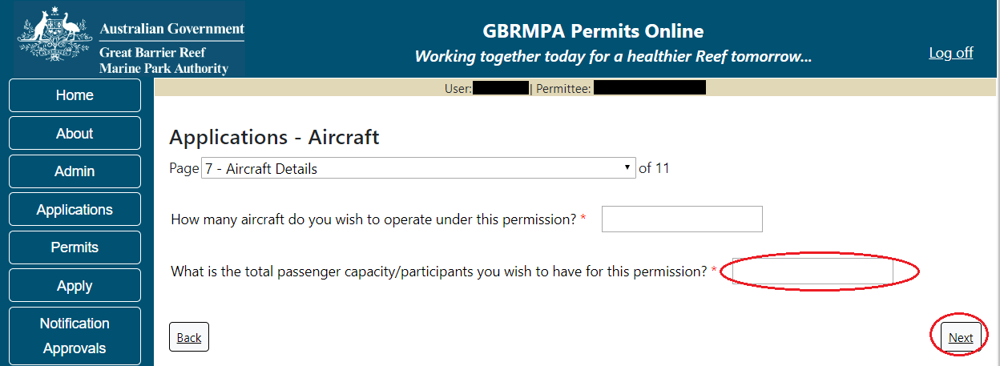 Australian Government
Great Barrier Reef
Marine Park Authority
GBRMPA Permits Online
Working together today for a healthier Reef tomorrow...
Log off
User: | Permittee:
Home
About
Admin
Applications
Permits
Apply
Notification
Approvals
Applications - Aircraft
Page 7 - Aircraft Details of 11
How many aircraft do you wish to operate under this permission? *
What is the total passenger capacity/participants you wish to have for this permission? *
Back
Next